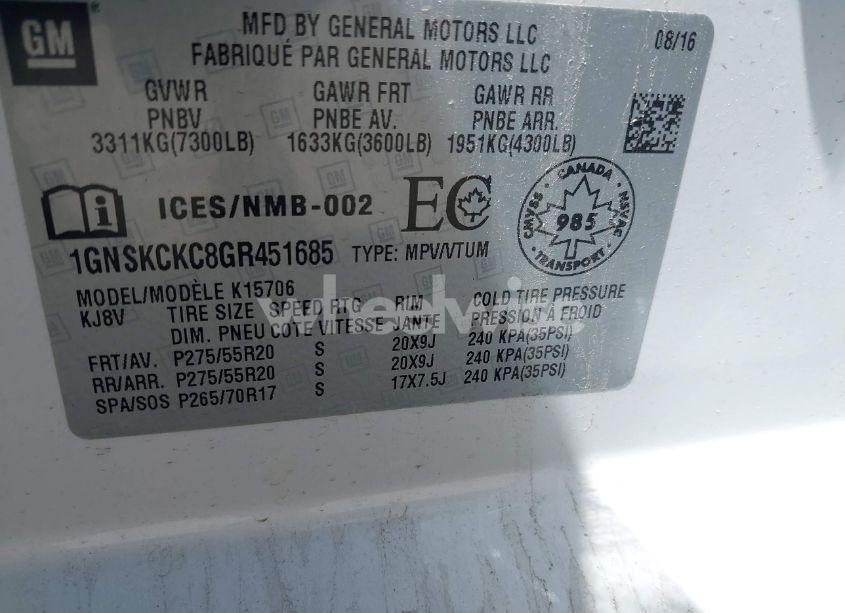 GM
MFD BY GENERAL MOTORS LLC
08/16
FABRIQUÉ PAR GENERAL MOTORS LLC
GVWR GAWR FRT GAWR RR
PNBV PNBE AV. PNBE ARR.
3311KG(7300LB) 1633KG(3600LB) 1951KG(4300LB)
ICES/NMB-002 EC
CANADA
CMVSS 985 NSVAC
TRANSPORT
1GNSKCKC8GR451685 TYPE: MPV/VTUM
MODEL/MODÈLE K15706
KJ8V TIRE SIZE SPEED RTG RIM COLD TIRE PRESSURE
DIM. PNEU COTE VITESSE JANTE PRESSION À FROID
FRT/AV. P275/55R20 S 20X9J 240 KPA(35PSI)
RR/ARR. P275/55R20 S 20X9J 240 KPA(35PSI)
SPA/SOS P265/70R17 S 17X7.5J 240 KPA(35PSI)